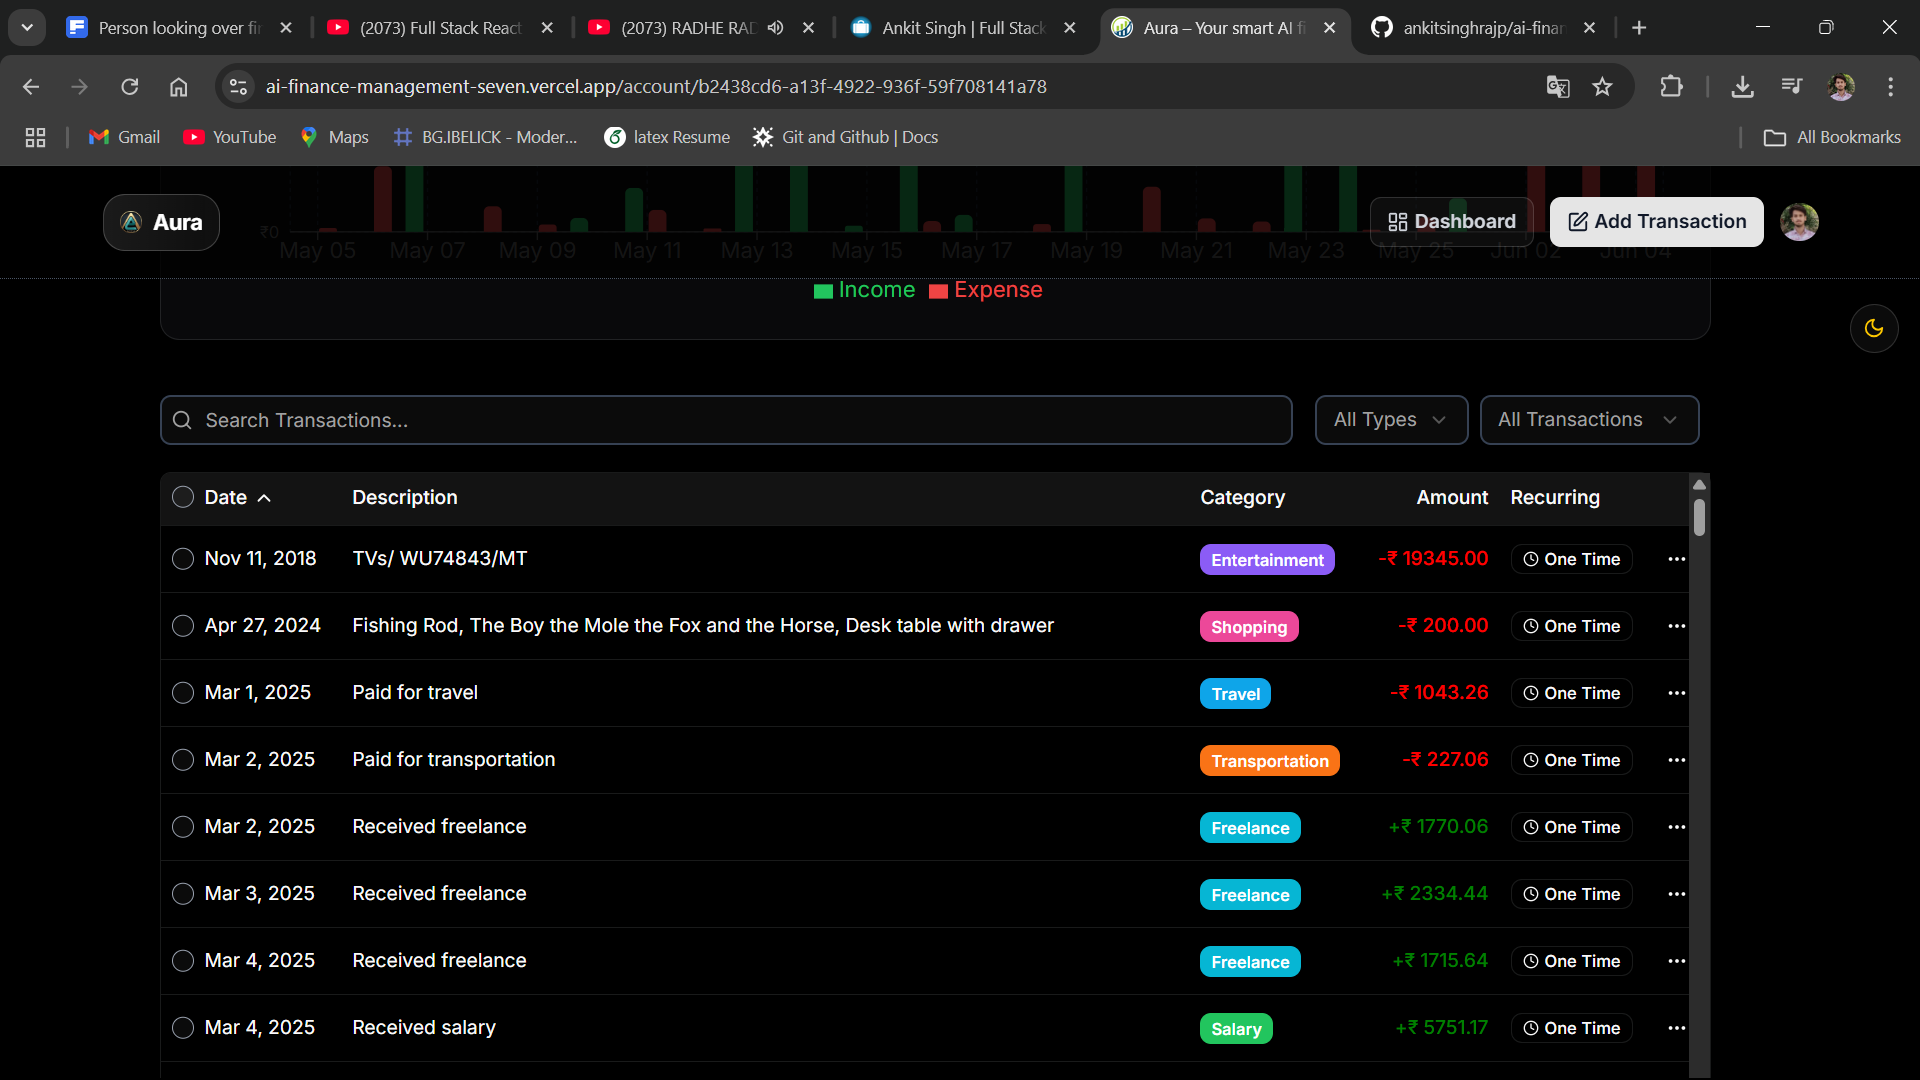 Person looking over fi
(2073) Full Stack React
(2073) RADHE RAD
Ankit Singh | Full Stack
Aura – Your smart AI fi
ankitsinghrajp/ai-finan
ai-finance-management-seven.vercel.app/account/b2438cd6-a13f-4922-936f-59f708141a78
Gmail
YouTube
Maps
BG.IBELICK - Moder...
latex Resume
Git and Github | Docs
All Bookmarks
Aura
Dashboard
Add Transaction
₹0
May 05 May 07 May 09 May 11 May 13 May 15 May 17 May 19 May 21 May 23 May 25 Jun 02 Jun 04
Income Expense
Search Transactions...
All Types
All Transactions
Date Description Category Amount Recurring
Nov 11, 2018 TVs/ WU74843/MT Entertainment -₹ 19345.00 One Time
Apr 27, 2024 Fishing Rod, The Boy the Mole the Fox and the Horse, Desk table with drawer Shopping -₹ 200.00 One Time
Mar 1, 2025 Paid for travel Travel -₹ 1043.26 One Time
Mar 2, 2025 Paid for transportation Transportation -₹ 227.06 One Time
Mar 2, 2025 Received freelance Freelance +₹ 1770.06 One Time
Mar 3, 2025 Received freelance Freelance +₹ 2334.44 One Time
Mar 4, 2025 Received freelance Freelance +₹ 1715.64 One Time
Mar 4, 2025 Received salary Salary +₹ 5751.17 One Time